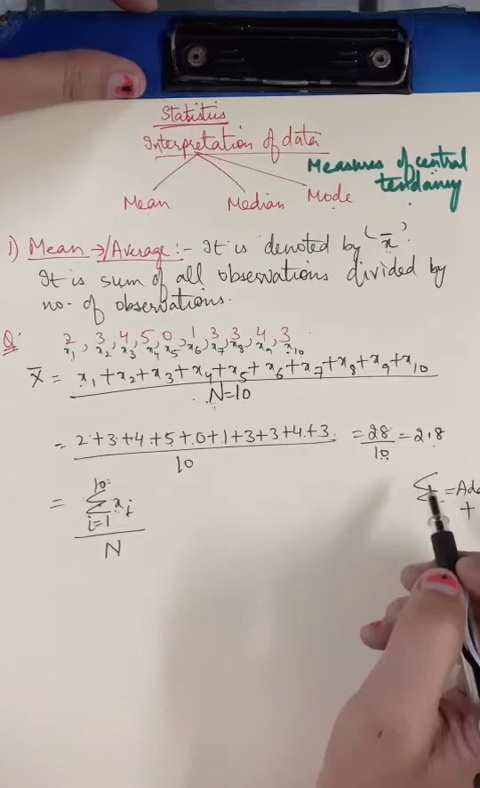 Statistics
Interpretation of data
Measures of central
tendancy
Mean Median Mode
1) Mean →/Average :- It is denoted by 'x̄'.
It is sum of all observations divided by
no. of observations.
Q: 2, 3, 4, 5, 0, 1, 3, 3, 4, 3
x₁ x₂ x₃ x₄ x₅ x₆ x₇ x₈ x₉ x₁₀
X̄ = x₁+x₂+x₃+x₄+x₅+x₆+x₇+x₈+x₉+x₁₀
N=10
= 2+3+4+5+0+1+3+3+4+3 = 28 = 2.8
10 10
= 10
Σ xᵢ
i=1
N
Σ = Add
+